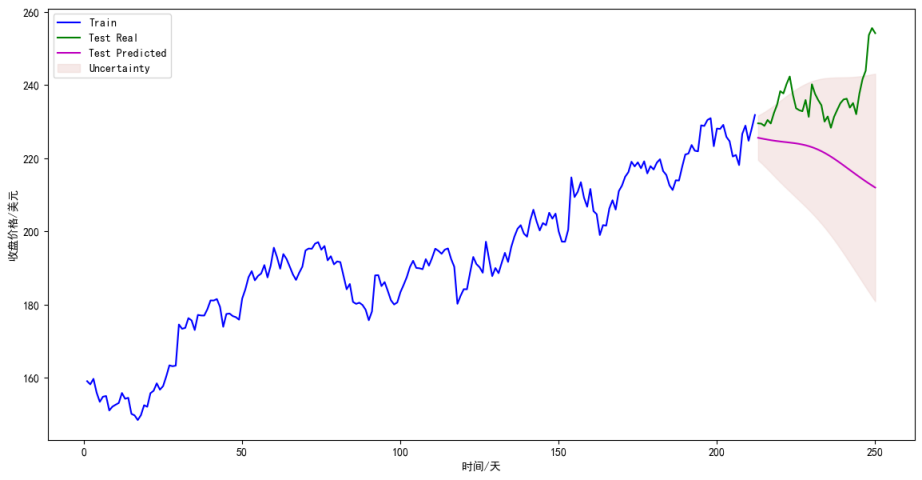 Train
Test Real
Test Predicted
Uncertainty
260
240
220
200
180
160
收盘价格/美元
0
50
100
150
200
250
时间/天